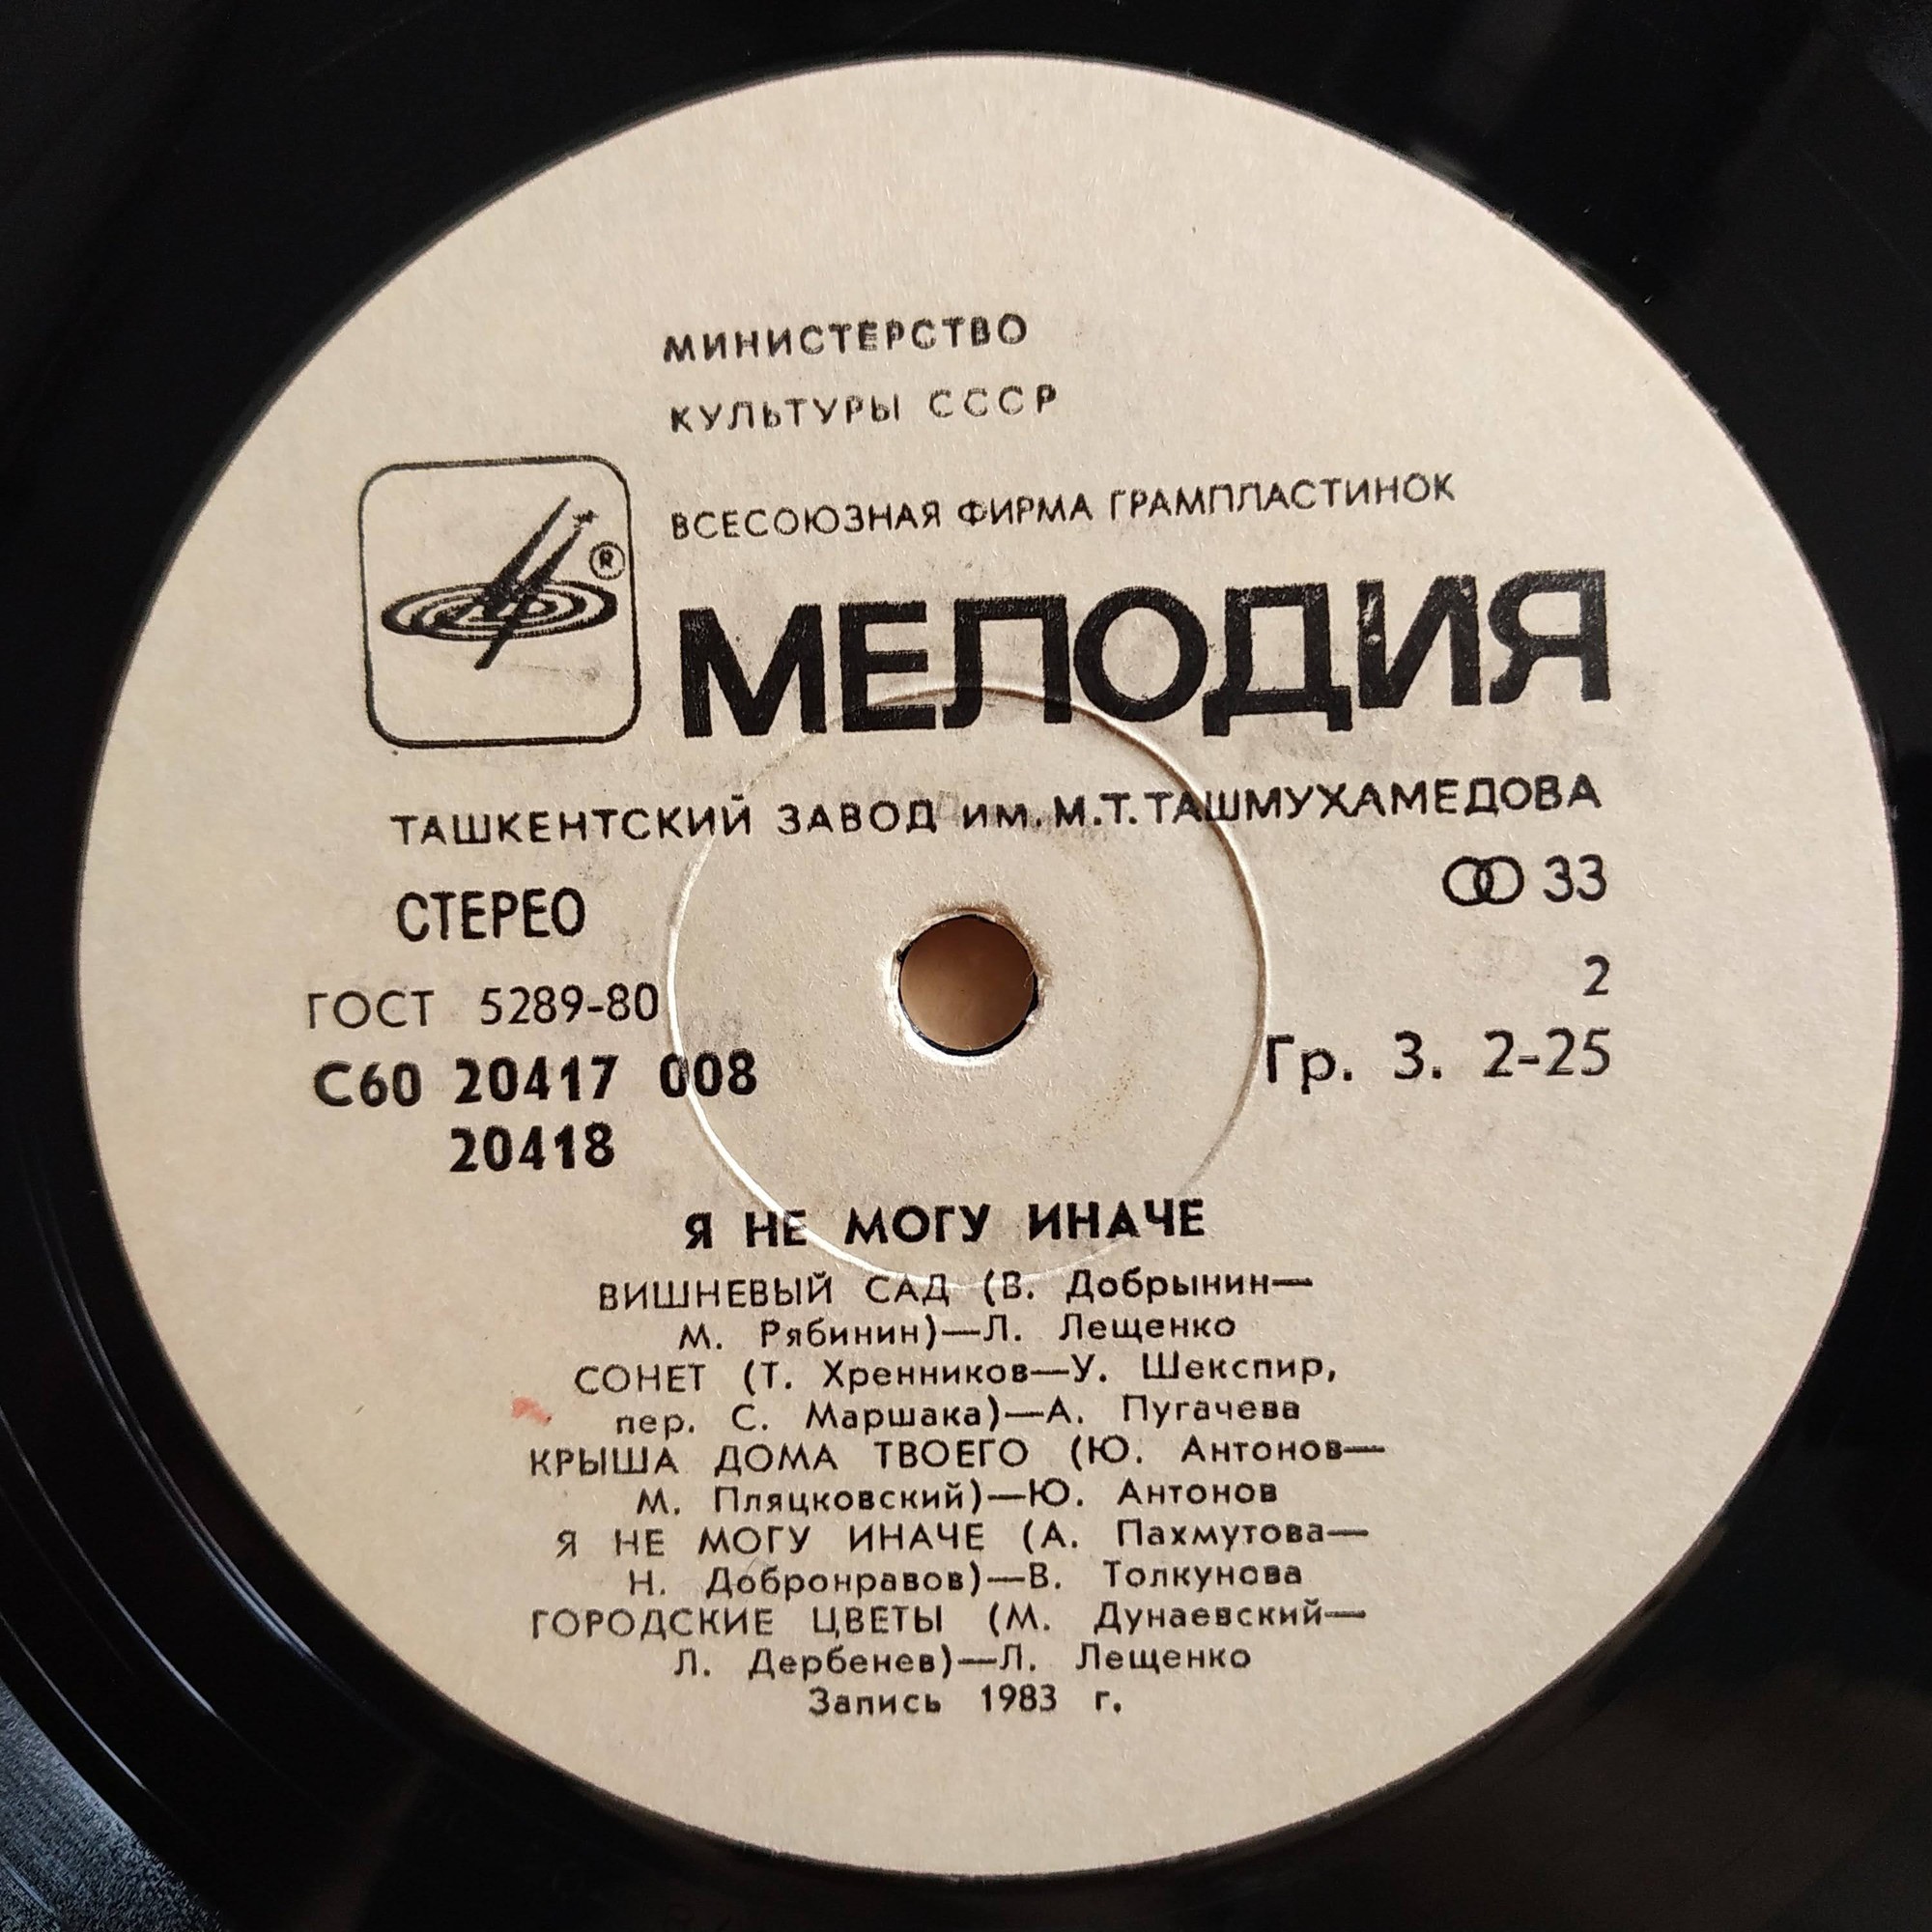 МИНИСТЕРСТВО
КУЛЬТУРЫ СССР
ВСЕСОЮЗНАЯ ФИРМА ГРАМПЛАСТИНОК
®
МЕЛОДИЯ
ТАШКЕНТСКИЙ ЗАВОД им. М.Т. ТАШМУХАМЕДОВА
СТЕРЕО
33
ГОСТ 5289-80
2
С60 20417 008
Гр. 3. 2-25
20418
Я НЕ МОГУ ИНАЧЕ
ВИШНЕВЫЙ САД (В. Добрынин—
М. Рябинин)—Л. Лещенко
СОНЕТ (Т. Хренников—У. Шекспир,
пер. С. Маршака)—А. Пугачева
КРЫША ДОМА ТВОЕГО (Ю. Антонов—
М. Пляцковский)—Ю. Антонов
Я НЕ МОГУ ИНАЧЕ (А. Пахмутова—
Н. Добронравов)—В. Толкунова
ГОРОДСКИЕ ЦВЕТЫ (М. Дунаевский—
Л. Дербенев)—Л. Лещенко
Запись 1983 г.